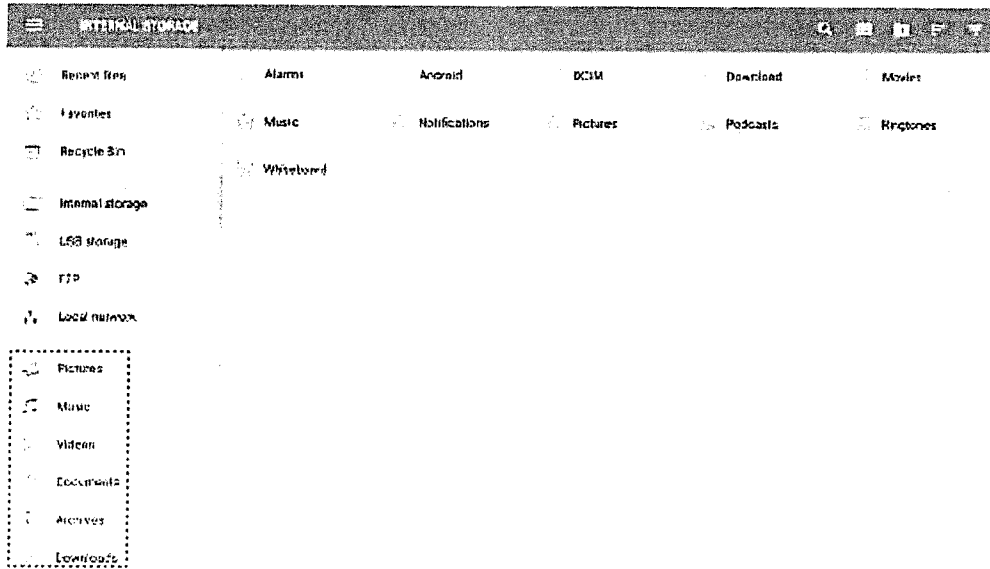 INTERNAL STORAGE
Recent files
Favorites
Recycle Bin
Internal storage
USB storage
FTP
Local network
Pictures
Music
Videos
Documents
Archives
Downloads
Alarms Android DCIM Download Movies
Music Notifications Pictures Podcasts Ringtones
Whiteboard